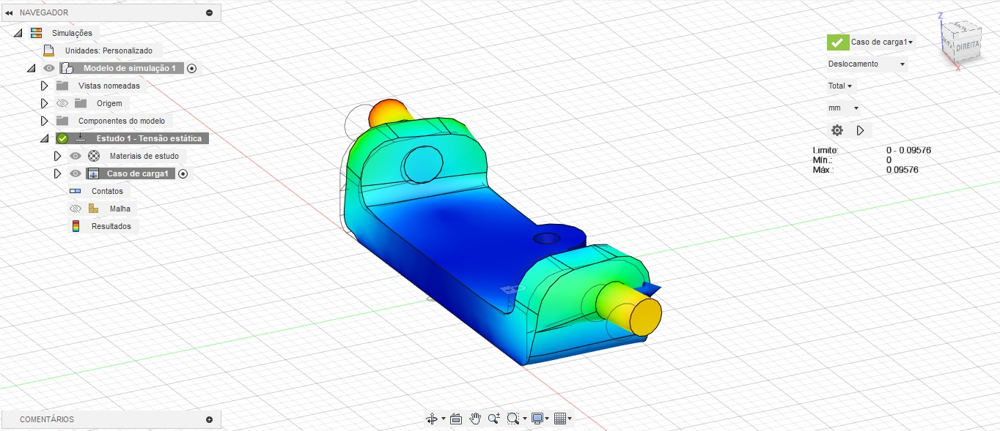 NAVEGADOR
Simulações
Unidades: Personalizado
Modelo de simulação 1
Vistas nomeadas
Origem
Componentes do modelo
Estudo 1 - Tensão estática
Materiais de estudo
Caso de carga1
Contatos
Malha
Resultados
COMENTÁRIOS
Caso de carga1
Deslocamento
Total
mm
Limite: 0 - 0.09576
Mín.: 0
Máx.: 0.09576
Z
DIREITA
X